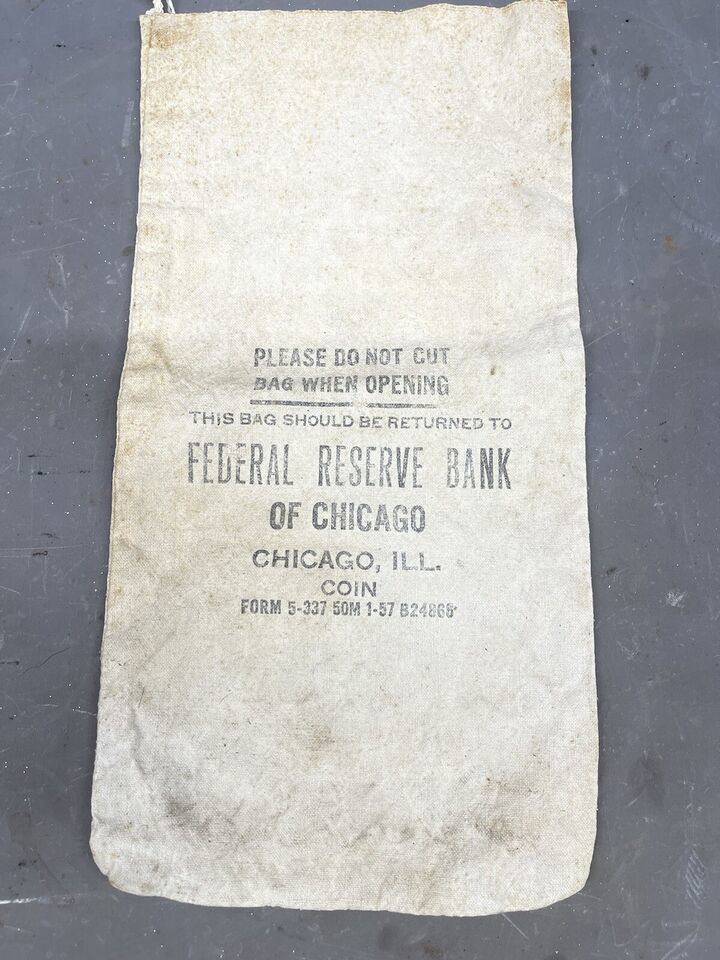 PLEASE DO NOT CUT
BAG WHEN OPENING
THIS BAG SHOULD BE RETURNED TO
FEDERAL RESERVE BANK
OF CHICAGO
CHICAGO, ILL.
COIN
FORM 5-337 50M 1-57 B24866